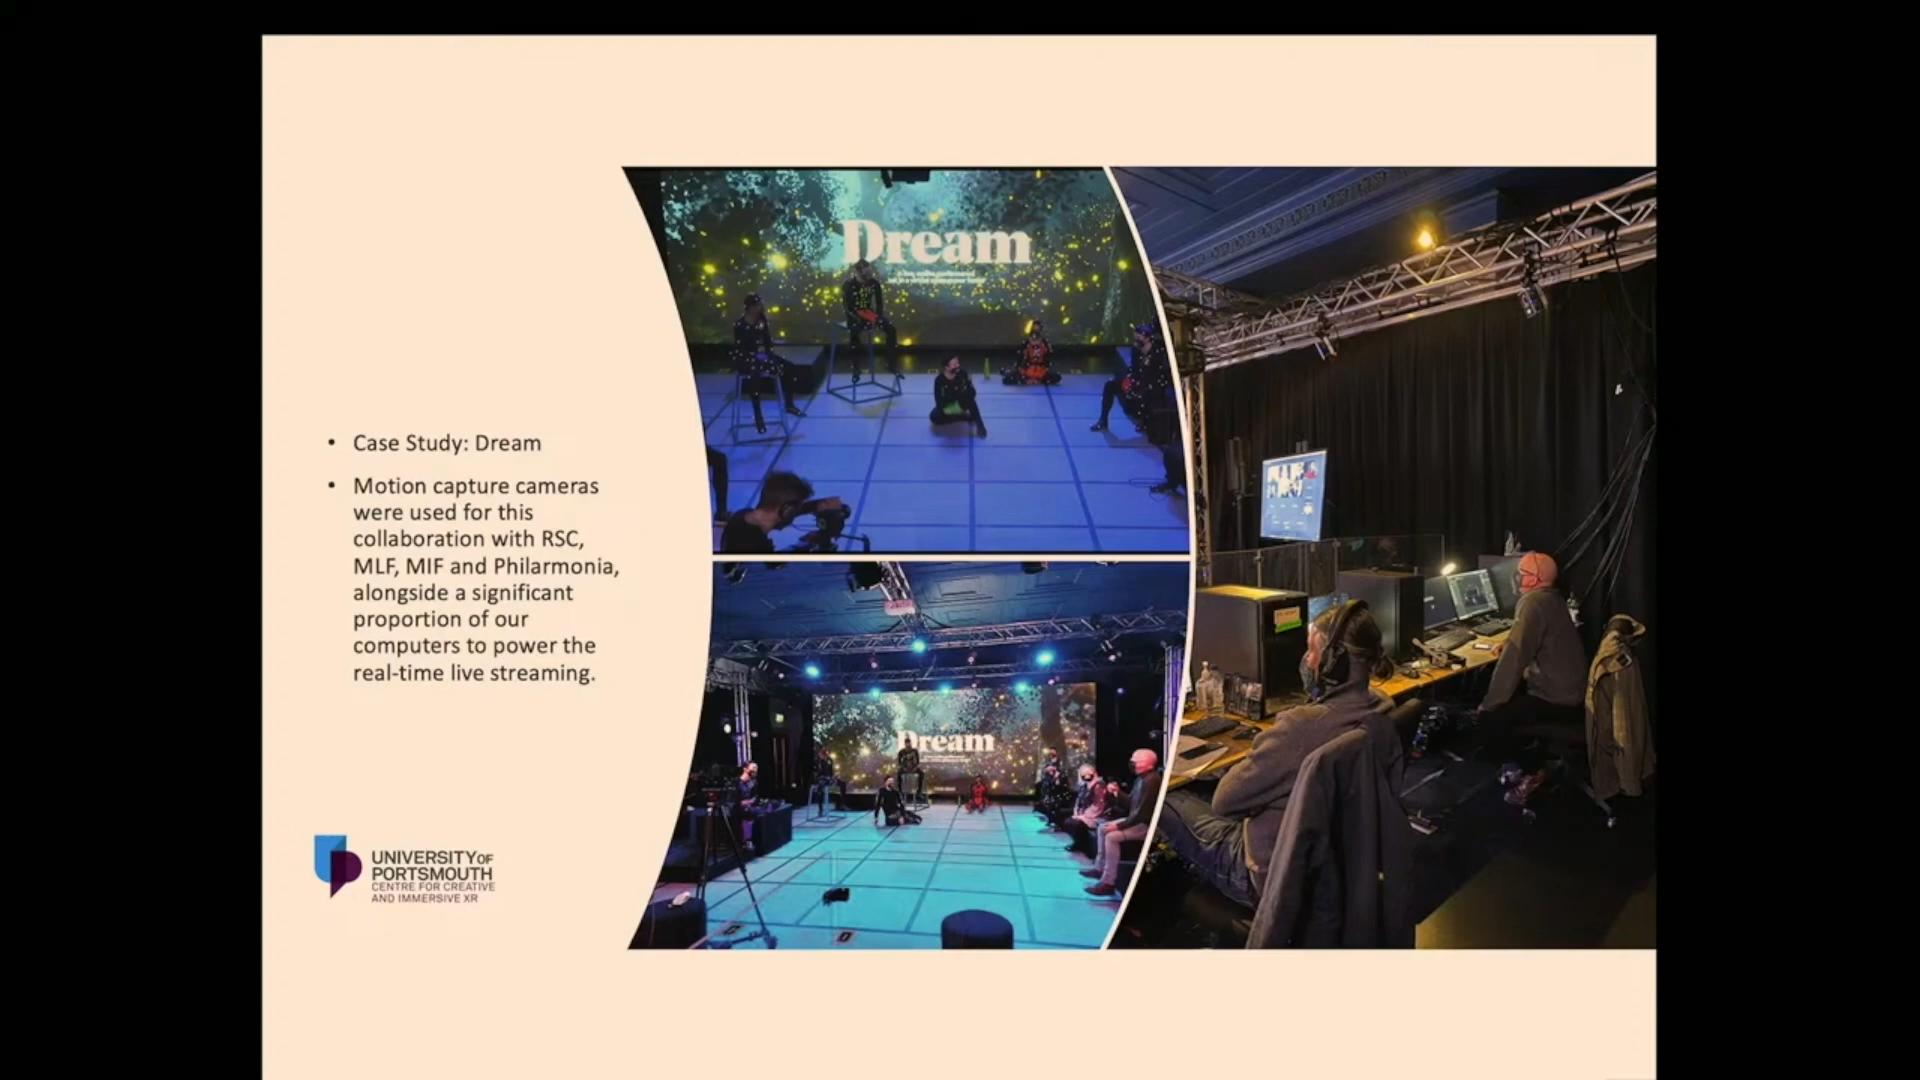 Case Study: Dream
Motion capture cameras
were used for this
collaboration with RSC,
MLF, MIF and Philarmonia,
alongside a significant
proportion of our
computers to power the
real-time live streaming.
UNIVERSITY OF
PORTSMOUTH
CENTRE FOR CREATIVE
AND IMMERSIVE XR
Dream
Dream